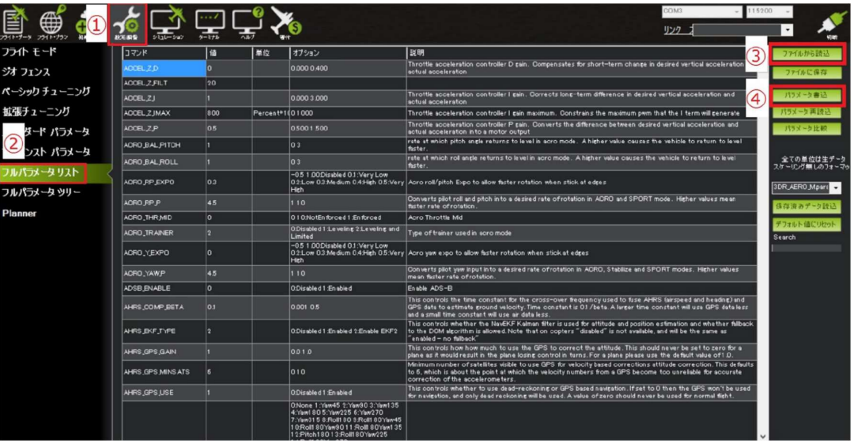 ①
フライト・データ
フライト・プラン
初期設定
設定/調整
シミュレーション
ターミナル
ヘルプ
寄付
COM3
115200
リンク
切断
フライト モード
ジオ フェンス
ベーシック チューニング
拡張チューニング
②
ダード パラメータ
ンスト パラメータ
フルパラメータ リスト
フルパラメータ ツリー
Planner
コマンド 値 単位 オプション 説明
ACCEL_Z_D 0 0.000 0.400 Throttle acceleration controller D gain. Compensates for short-term change in desired vertical acceleration
actual acceleration
ACCEL_Z_FILT 20
ACCEL_Z_I 1 0.000 3.000 Throttle acceleration controller I gain. Corrects long-term difference in desired vertical acceleration and
actual acceleration
ACCEL_Z_IMAX 800 Percent*1 0 1000 Throttle acceleration controller I gain maximum. Constrains the maximum pwm that the I term will generate
ACCEL_Z_P 0.5 0.500 1.500 Throttle acceleration controller P gain. Converts the difference between desired vertical acceleration and
actual acceleration into a motor output
ACRO_BAL_PITCH 1 0 3 rate at which pitch angle returns to level in acro mode. A higher value causes the vehicle to return to level
faster.
ACRO_BAL_ROLL 1 0 3 rate at which roll angle returns to level in acro mode. A higher value causes the vehicle to return to level
faster.
ACRO_RP_EXPO 0.3 -0.5 1.0 0:Disabled 0.1:Very Low
0.2:Low 0.3:Medium 0.4:High 0.5:Very
High Acro roll/pitch Expo to allow faster rotation when stick at edges
ACRO_RP_P 4.5 1 10 Converts pilot roll and pitch into a desired rate of rotation in ACRO and SPORT mode. Higher values mean
faster rate of rotation.
ACRO_THR_MID 0 0 1 0:NotEnforced 1:Enforced Acro Throttle Mid
ACRO_TRAINER 2 0:Disabled 1:Leveling 2:Leveling and
Limited Type of trainer used in acro mode
ACRO_Y_EXPO 0 -0.5 1.0 0:Disabled 0.1:Very Low
0.2:Low 0.3:Medium 0.4:High 0.5:Very
High Acro yaw expo to allow faster rotation when stick at edges
ACRO_YAW_P 4.5 1 10 Converts pilot yaw input into a desired rate of rotation in ACRO, Stabilize and SPORT modes. Higher values
mean faster rate of rotation.
ADSB_ENABLE 0 0:Disabled 1:Enabled Enable ADS-B
AHRS_COMP_BETA 0.1 0.001 0.5 This controls the time constant for the cross-over frequency used to fuse AHRS (airspeed and heading) and
GPS data to estimate ground velocity. Time constant is 0.1/beta. A larger time constant will use GPS data less
and a small time constant will use air data less.
AHRS_EKF_TYPE 2 0:Disabled 1:Enabled 2:Enable EKF2 This controls whether the NavEKF Kalman filter is used for attitude and position estimation and whether fallback
to the DCM algorithm is allowed. Note that on copters "disabled" is not available, and will be the same as
"enabled - no fallback"
AHRS_GPS_GAIN 1 0.0 1.0 This controls how how much to use the GPS to correct the attitude. This should never be set to zero for a
plane as it would result in the plane losing control in turns. For a plane please use the default value of 1.0.
AHRS_GPS_MINSATS 6 0 10 Minimum number of satellites visible to use GPS for velocity based corrections attitude correction. This defaults
to 6, which is about the point at which the velocity numbers from a GPS become too unreliable for accurate
correction of the accelerometers.
AHRS_GPS_USE 1 0:Disabled 1:Enabled This controls whether to use dead-reckoning or GPS based navigation. If set to 0 then the GPS won't be used
for navigation, and only dead reckoning will be used. A value of zero should never be used for normal flight.
0:None 1:Yaw45 2:Yaw90 3:Yaw135
4:Yaw180 5:Yaw225 6:Yaw270
7:Yaw315 8:Roll180 9:Roll180Yaw45
10:Roll180Yaw90 11:Roll180Yaw135
12:Pitch180 13:Roll180Yaw225
③
ファイルから読込
ファイルに保存
④
パラメータ書込
パラメータ再読込
パラメータ比較
全ての単位は生データ
スケーリング無しのフォーマッ
3DR_AERO_M.par
保存済みデータ読込
デフォルト値にリセット
Search